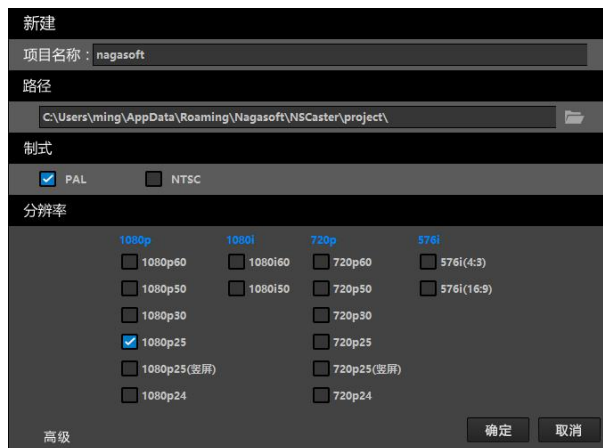 新建
项目名称：nagasoft
路径
C:\Users\ming\AppData\Roaming\Nagasoft\NSCaster\project\
制式
PAL NTSC
分辨率
1080p 1080i 720p 576i
1080p60 1080i60 720p60 576i(4:3)
1080p50 1080i50 720p50 576i(16:9)
1080p30 720p30
1080p25 720p25
1080p25(竖屏) 720p25(竖屏)
1080p24 720p24
高级 确定 取消